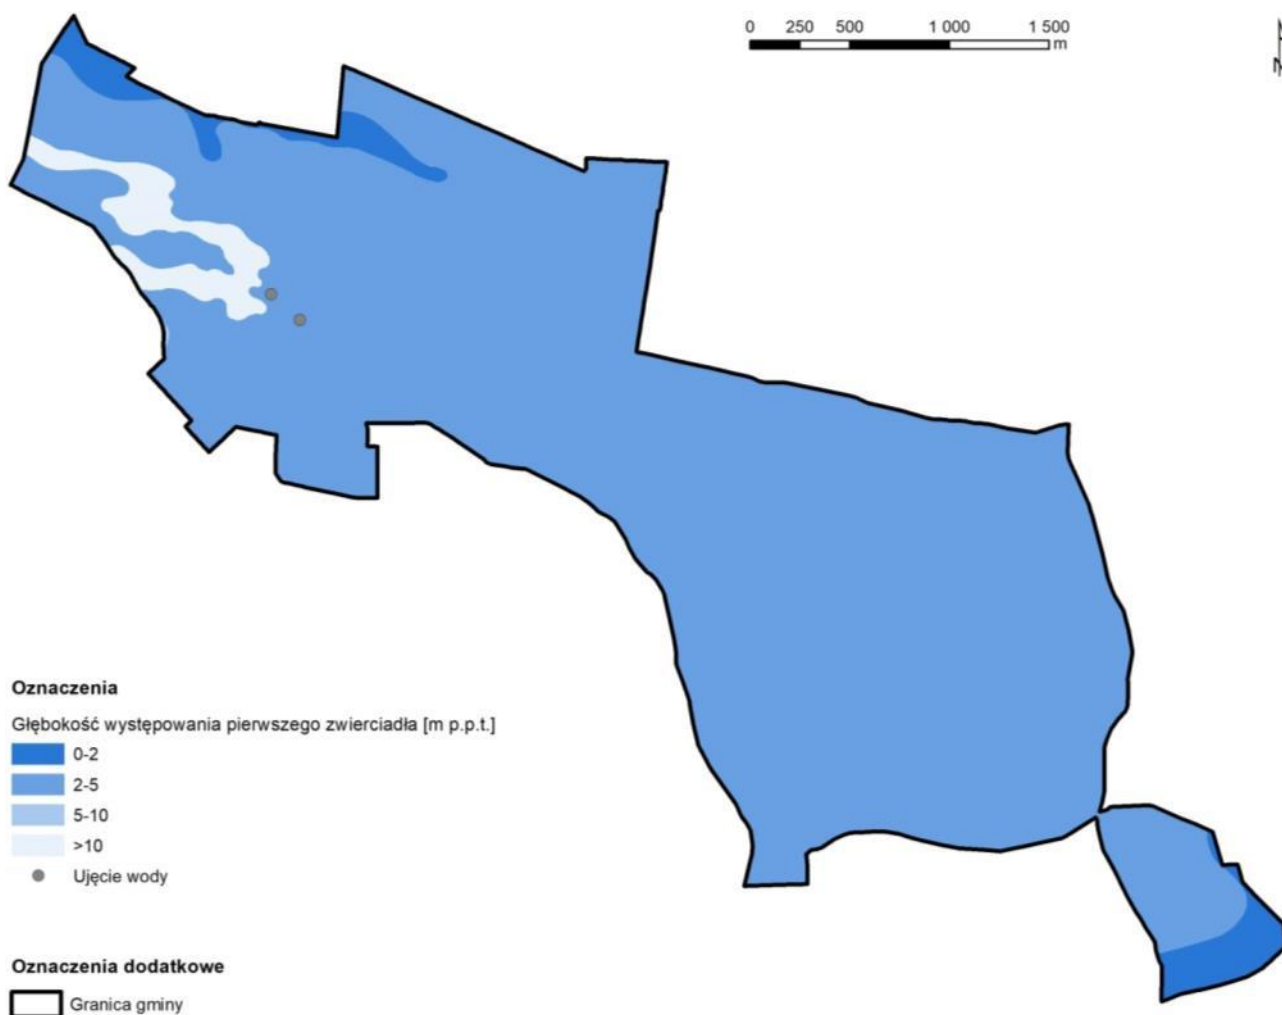 0 250 500 1 000 1 500
m
N
Oznaczenia
Głębokość występowania pierwszego zwierciadła [m p.p.t.]
0-2
2-5
5-10
>10
Ujęcie wody
Oznaczenia dodatkowe
Granica gminy